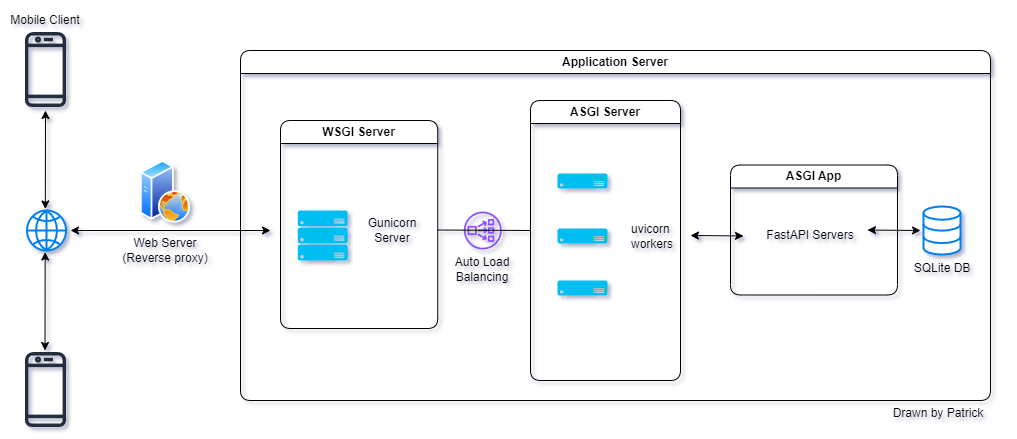 Mobile Client
Application Server
ASGI Server
WSGI Server
ASGI App
Gunicorn
Server
uvicorn
workers
FastAPI Servers
Web Server
(Reverse proxy)
Auto Load
Balancing
SQLite DB
Drawn by Patrick